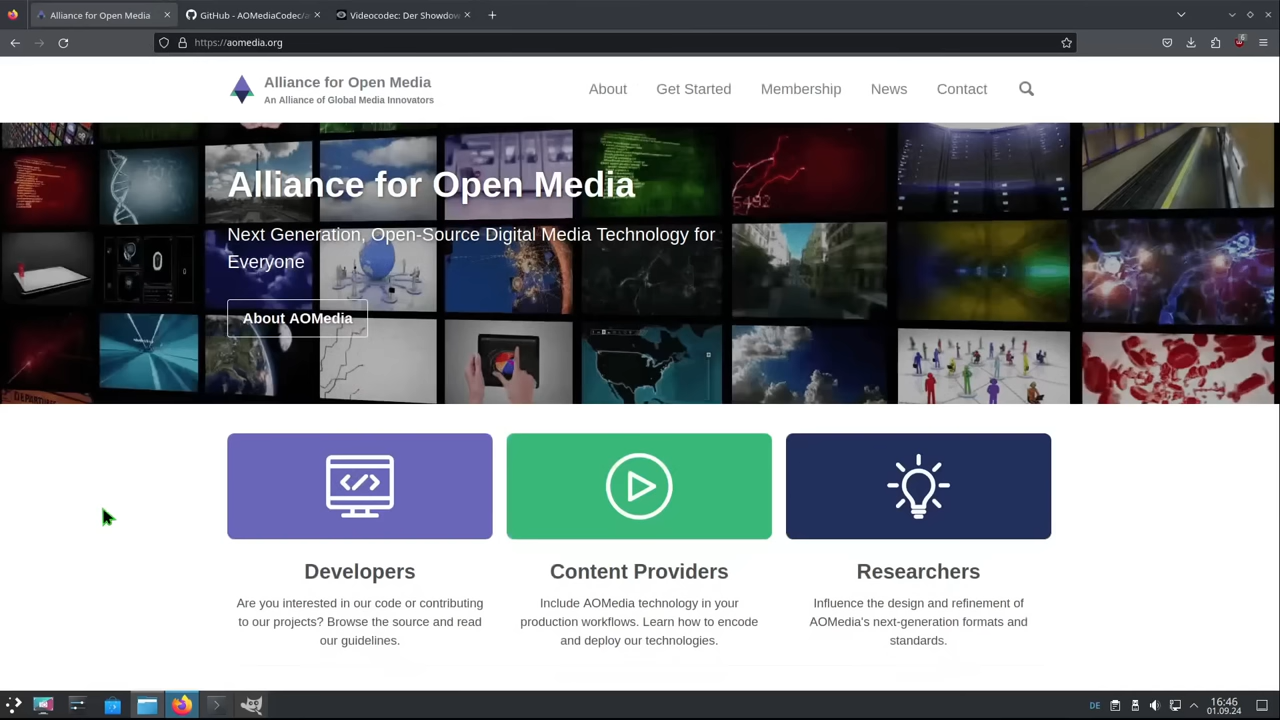 Alliance for Open Media
GitHub - AOMediaCodec/a
Videocodec: Der Showdow
https://aomedia.org
6
Alliance for Open Media
An Alliance of Global Media Innovators
About
Get Started
Membership
News
Contact
Alliance for Open Media
Next Generation, Open-Source Digital Media Technology for
Everyone
About AOMedia
5492
DEPARTURE
Developers
Content Providers
Researchers
Are you interested in our code or contributing
to our projects? Browse the source and read
our guidelines.
Include AOMedia technology in your
production workflows. Learn how to encode
and deploy our technologies.
Influence the design and refinement of
AOMedia's next-generation formats and
standards.
DE
16:46
01.09.24